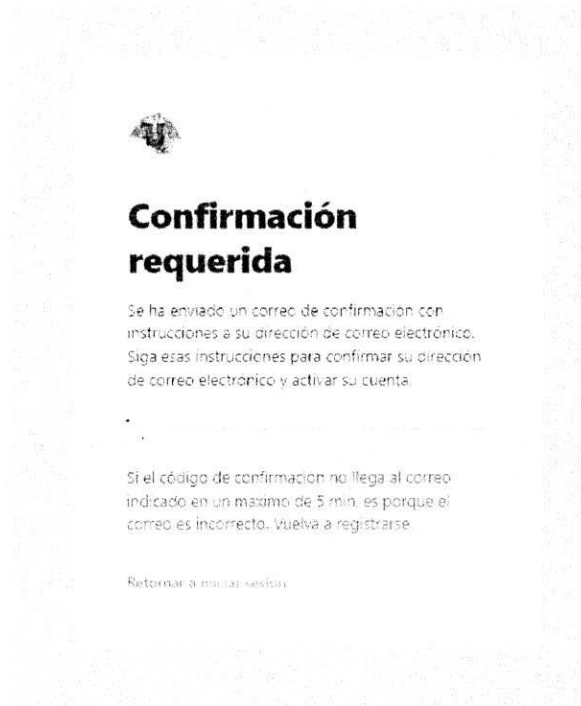 Confirmación
requerida
Se ha enviado un correo de confirmación con
instrucciones a su dirección de correo electrónico.
Siga esas instrucciones para confirmar su dirección
de correo electrónico y activar su cuenta.
Si el código de confirmación no llega al correo
indicado en un maximo de 5 min, es porque el
correo es incorrecto. Vuelva a registrarse.
Retornar a iniciar sesión